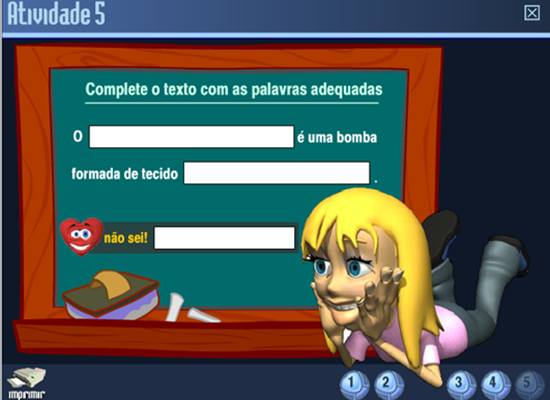 Atividade 5
Complete o texto com as palavras adequadas
O é uma bomba
formada de tecido .
não sei!
imprimir
1 2 3 4 5